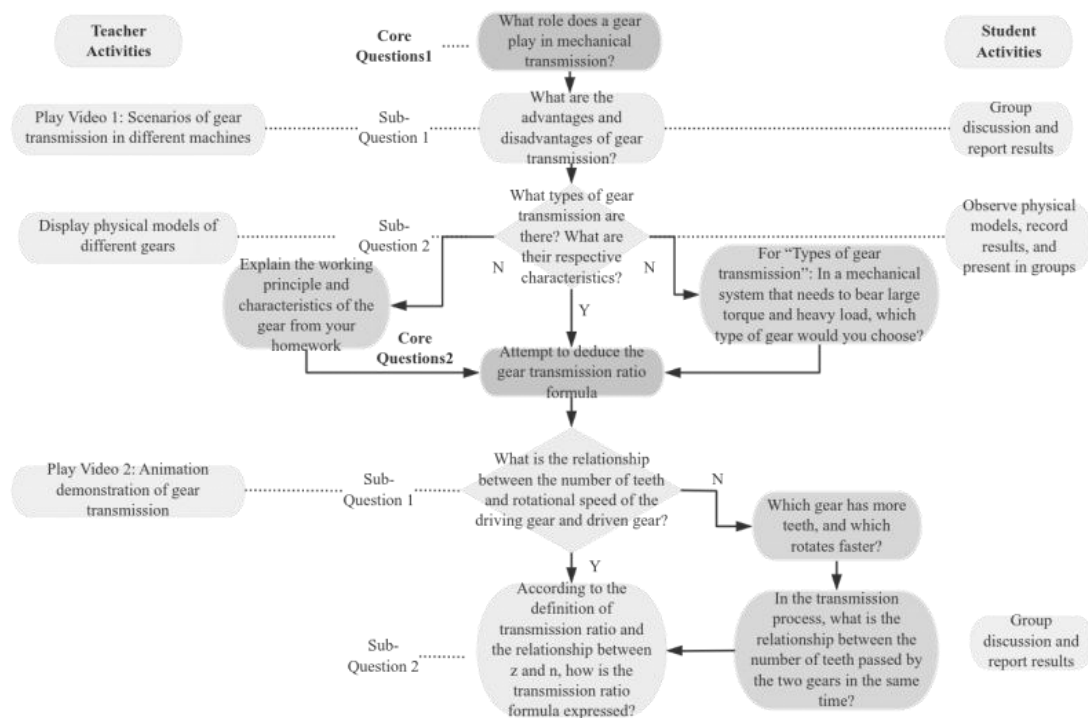 Teacher
Activities
Core
Questions1
What role does a gear
play in mechanical
transmission?
Student
Activities
Play Video 1: Scenarios of gear
transmission in different machines
Sub-
Question 1
What are the
advantages and
disadvantages of gear
transmission?
Group
discussion and
report results
Display physical models of
different gears
Sub-
Question 2
What types of gear
transmission are
there? What are
their respective
characteristics?
Observe physical
models, record
results, and
present in groups
N
N
Y
Explain the working
principle and
characteristics of the
gear from your
homework
For “Types of gear
transmission”: In a mechanical
system that needs to bear large
torque and heavy load, which
type of gear would you choose?
Core
Questions2
Attempt to deduce the
gear transmission ratio
formula
Play Video 2: Animation
demonstration of gear
transmission
Sub-
Question 1
What is the relationship
between the number of teeth
and rotational speed of the
driving gear and driven gear?
N
Y
Which gear has more
teeth, and which
rotates faster?
Sub-
Question 2
According to the
definition of
transmission ratio and
the relationship between
z and n, how is the
transmission ratio
formula expressed?
In the transmission
process, what is the
relationship between the
number of teeth passed by
the two gears in the same
time?
Group
discussion and
report results